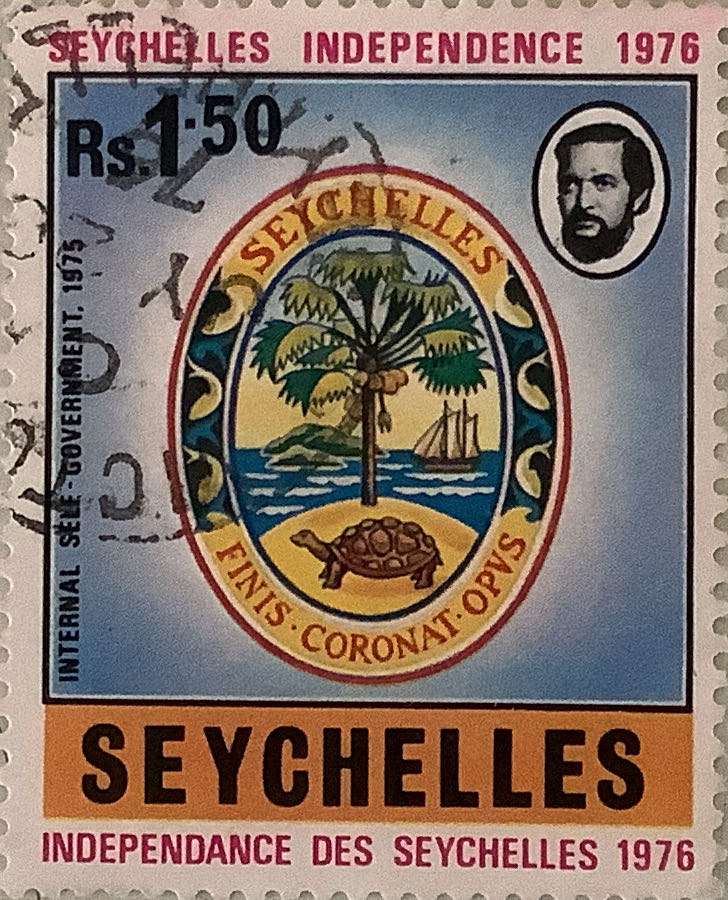 SEYCHELLES INDEPENDENCE 1976
Rs.1.50
INTERNAL SELF-GOVERNMENT. 1975
SEYCHELLES
FINIS·CORONAT·OPVS
SEYCHELLES
INDEPENDANCE DES SEYCHELLES 1976